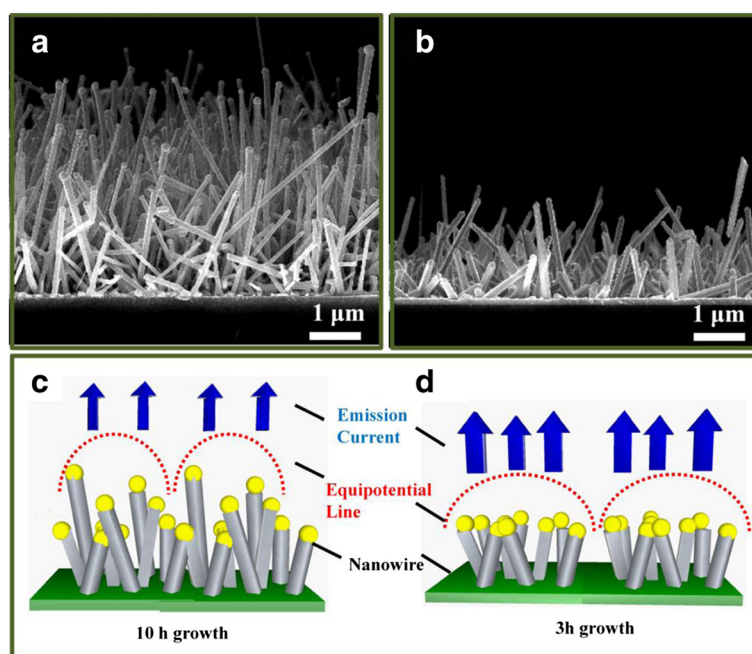 a
b
1 µm
1 µm
c
d
Emission
Current
Equipotential
Line
Nanowire
10 h growth
3h growth